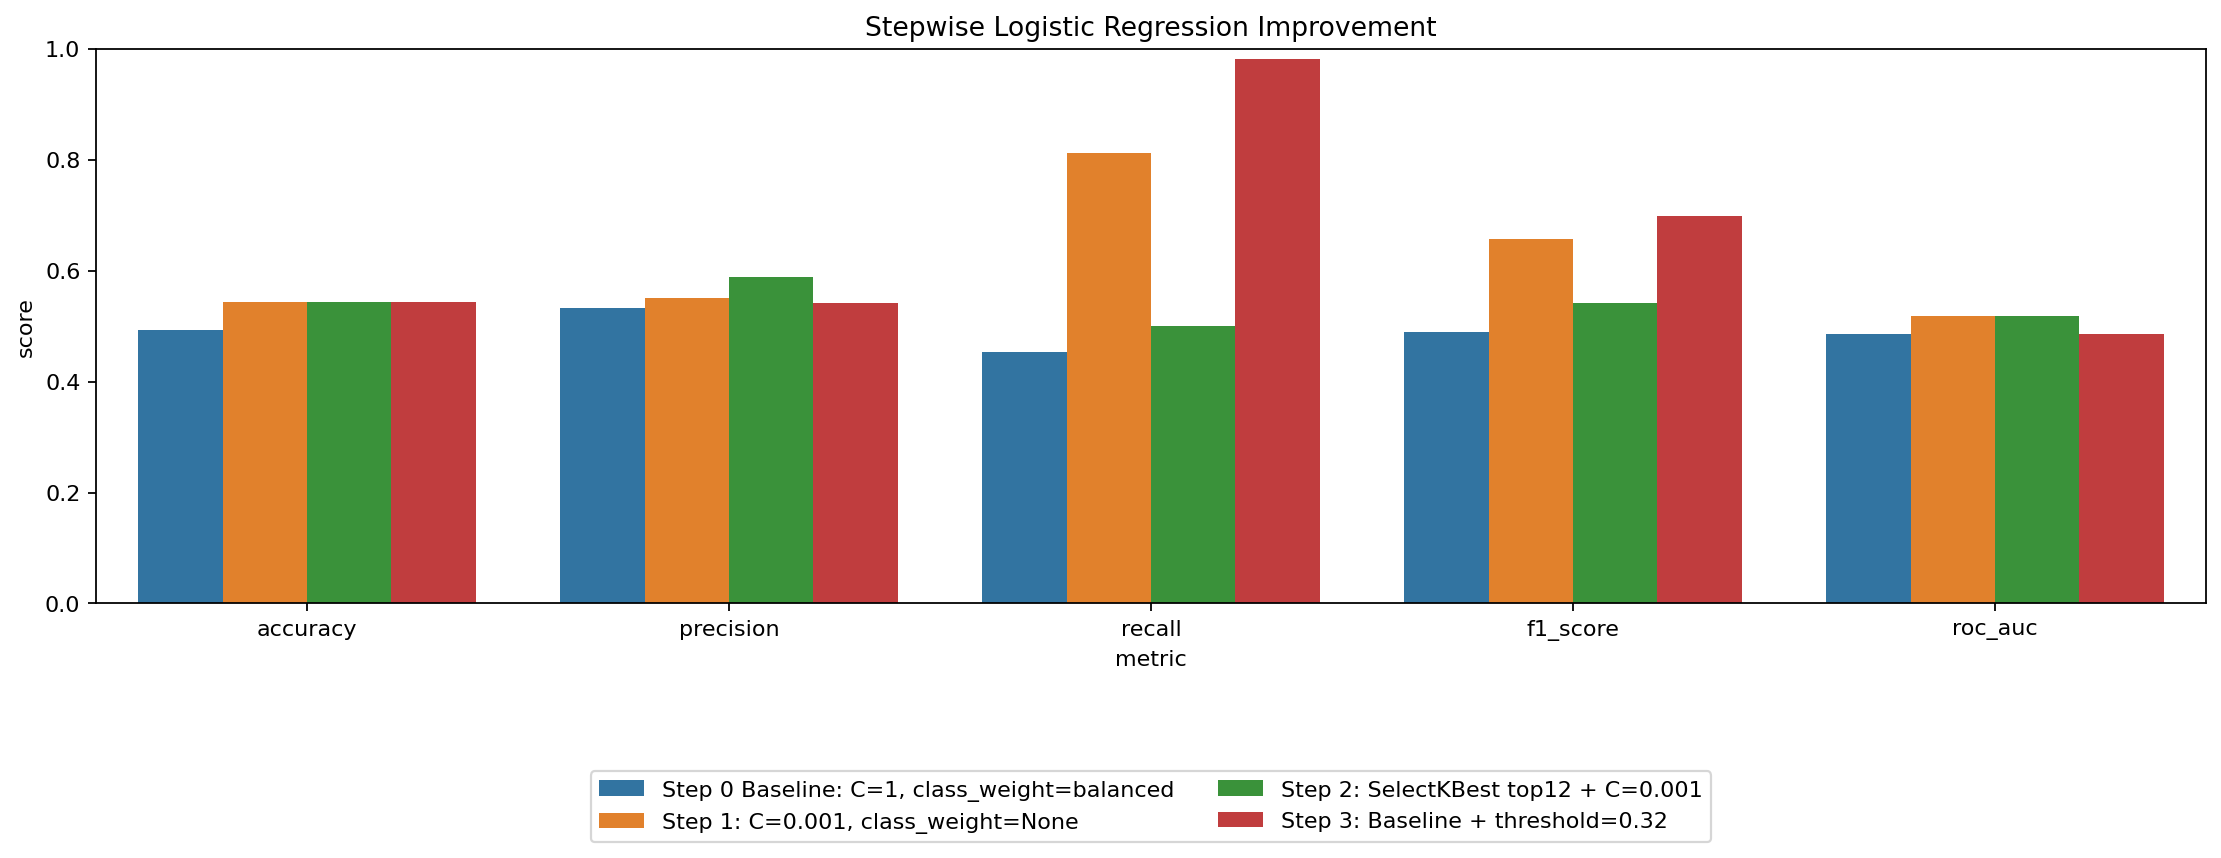 Stepwise Logistic Regression Improvement
1.0
0.8
0.6
0.4
0.2
0.0
score
accuracy precision recall f1_score roc_auc
metric
Step 0 Baseline: C=1, class_weight=balanced
Step 1: C=0.001, class_weight=None
Step 2: SelectKBest top12 + C=0.001
Step 3: Baseline + threshold=0.32